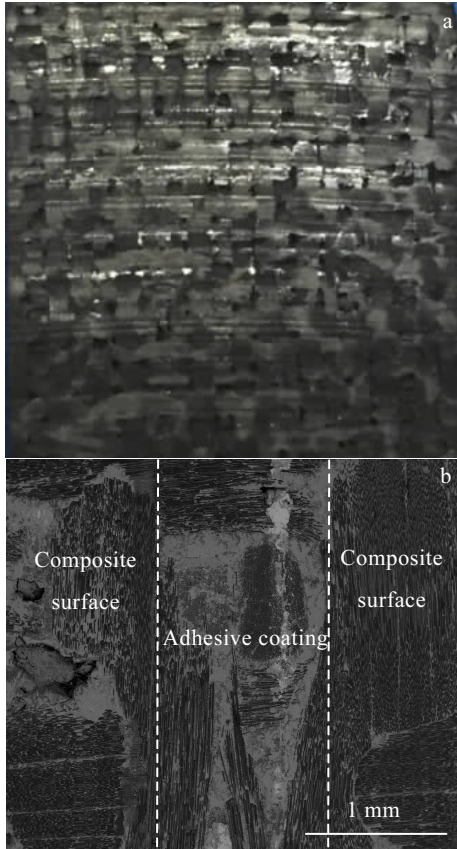 a
b
Composite
surface
Composite
surface
Adhesive coating
1 mm